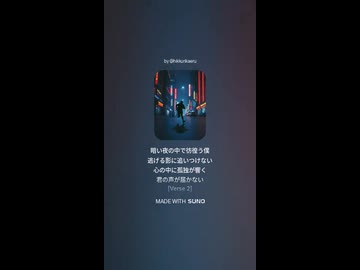 暗い夜の中で彷徨う僕
逃げる影に追いつけない
心の中に孤独が響く
君の声が届かない
[Verse 2]
MADE WITH SUNO